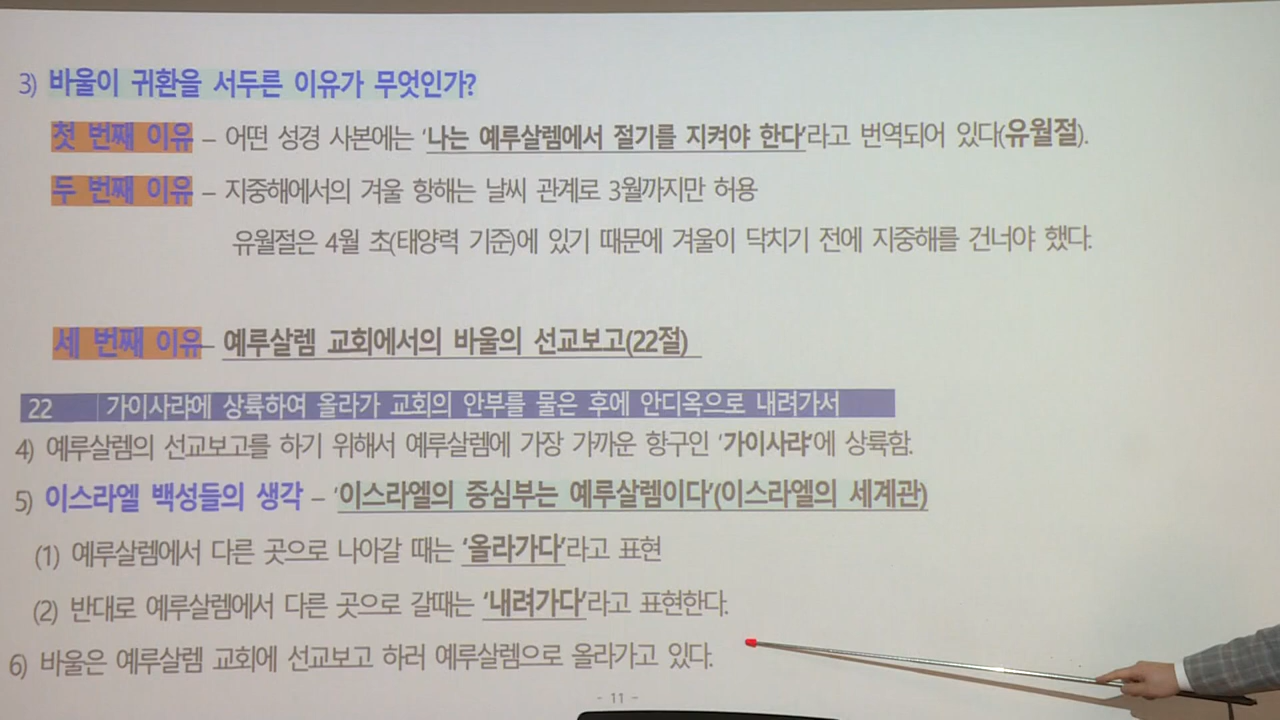 3) 바울이 귀환을 서두른 이유가 무엇인가?
첫 번째 이유 – 어떤 성경 사본에는 ‘나는 예루살렘에서 절기를 지켜야 한다’라고 번역되어 있다(유월절).
두 번째 이유 – 지중해에서의 겨울 항해는 날씨 관계로 3월까지만 허용
유월절은 4월 초(태양력 기준)에 있기 때문에 겨울이 닥치기 전에 지중해를 건너야 했다.
세 번째 이유– 예루살렘 교회에서의 바울의 선교보고(22절)
22 가이사랴에 상륙하여 올라가 교회의 안부를 물은 후에 안디옥으로 내려가서
4) 예루살렘의 선교보고를 하기 위해서 예루살렘에 가장 가까운 항구인 ‘가이사랴’에 상륙함.
5) 이스라엘 백성들의 생각 – ‘이스라엘의 중심부는 예루살렘이다’(이스라엘의 세계관)
(1) 예루살렘에서 다른 곳으로 나아갈 때는 ‘올라가다’라고 표현
(2) 반대로 예루살렘에서 다른 곳으로 갈때는 ‘내려가다’라고 표현한다.
6) 바울은 예루살렘 교회에 선교보고 하러 예루살렘으로 올라가고 있다.
- 11 -